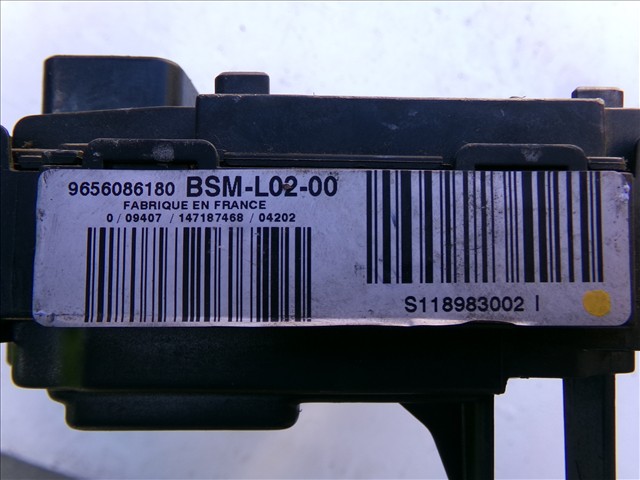 9656086180 BSM-L02-00
FABRIQUE EN FRANCE
0 / 09407 / 147187468 / 04202
S118983002 I